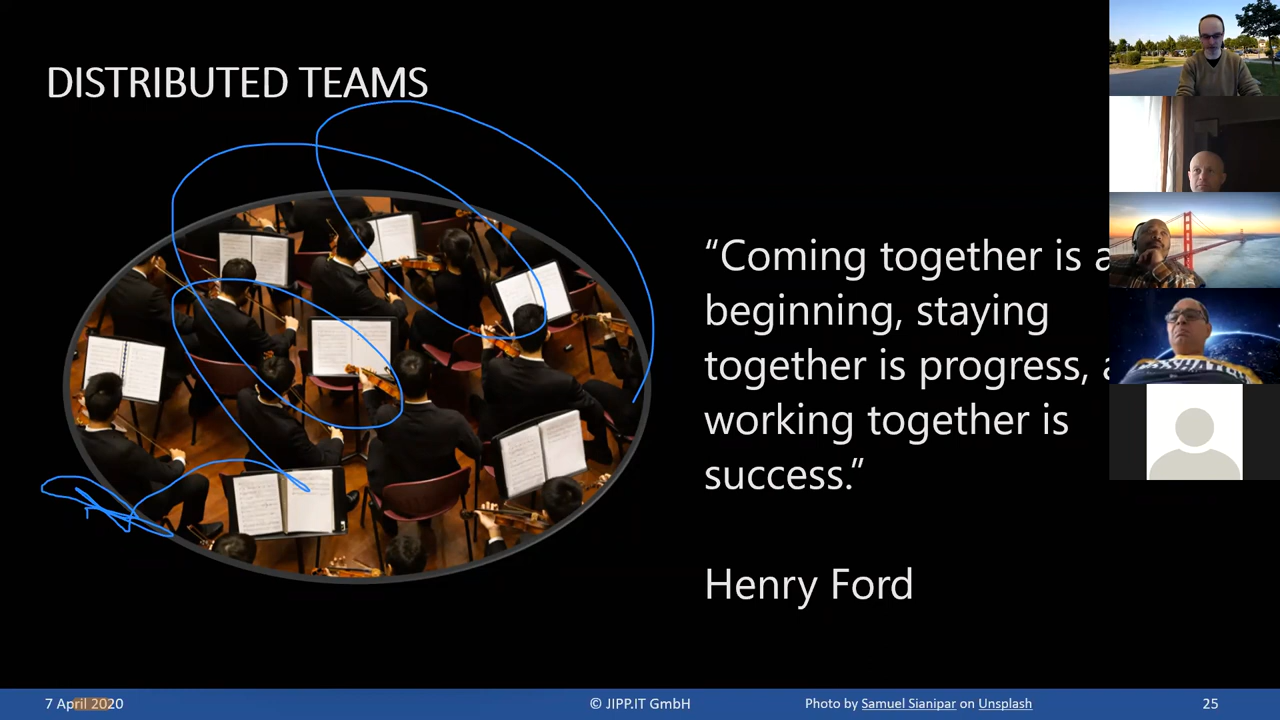 DISTRIBUTED TEAMS
“Coming together is a
beginning, staying
together is progress, a
working together is
success.”
Henry Ford
7 April 2020
© JIPP.IT GmbH
Photo by Samuel Sianipar on Unsplash
25